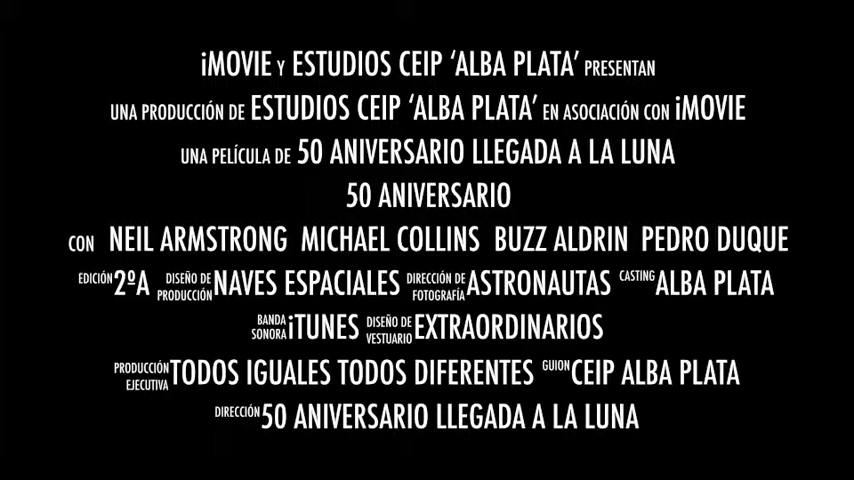 iMOVIE Y ESTUDIOS CEIP ‘ALBA PLATA’ PRESENTAN
UNA PRODUCCIÓN DE ESTUDIOS CEIP ‘ALBA PLATA’ EN ASOCIACIÓN CON iMOVIE
UNA PELÍCULA DE 50 ANIVERSARIO LLEGADA A LA LUNA
50 ANIVERSARIO
CON NEIL ARMSTRONG MICHAEL COLLINS BUZZ ALDRIN PEDRO DUQUE
EDICIÓN 2ºA DISEÑO DE PRODUCCIÓN NAVES ESPACIALES DIRECCIÓN DE FOTOGRAFÍA ASTRONAUTAS CASTING ALBA PLATA
BANDA SONORA iTUNES DISEÑO DE VESTUARIO EXTRAORDINARIOS
PRODUCCIÓN EJECUTIVA TODOS IGUALES TODOS DIFERENTES GUION CEIP ALBA PLATA
DIRECCIÓN 50 ANIVERSARIO LLEGADA A LA LUNA